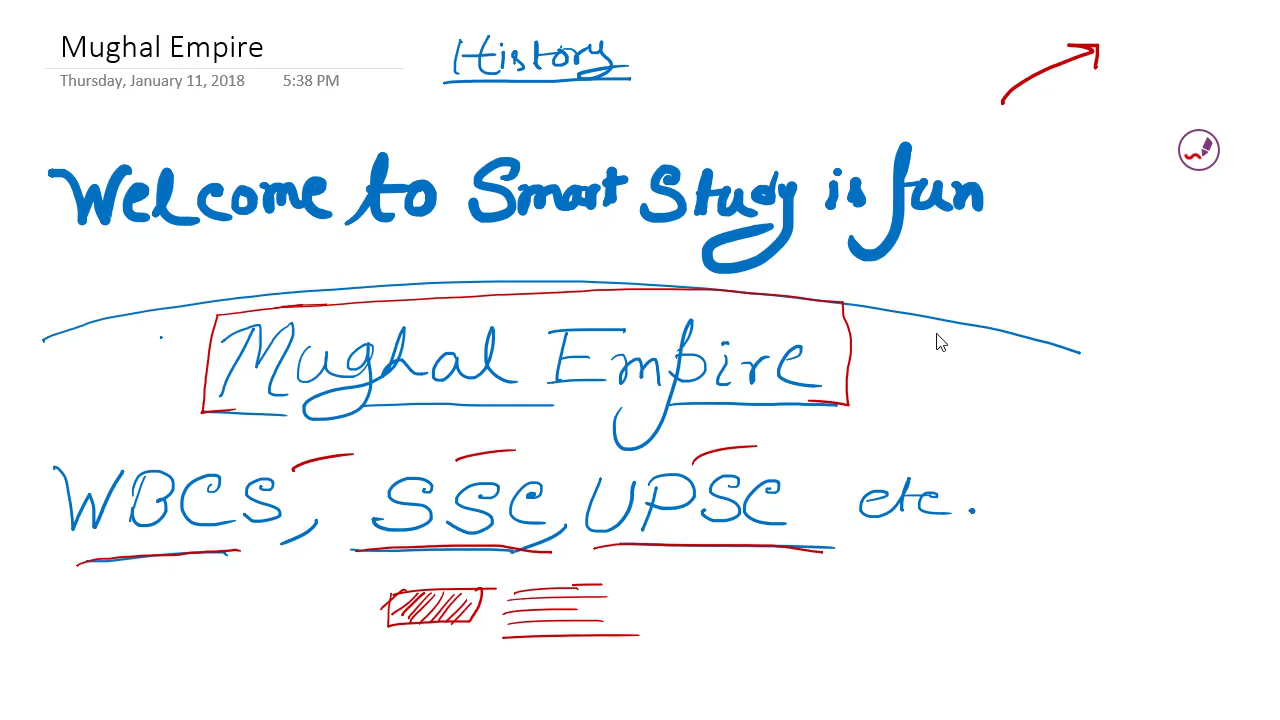 Mughal Empire
History
Thursday, January 11, 2018 5:38 PM
Welcome to Smart Study is fun
Mughal Empire
WBCS, SSC, UPSC etc.